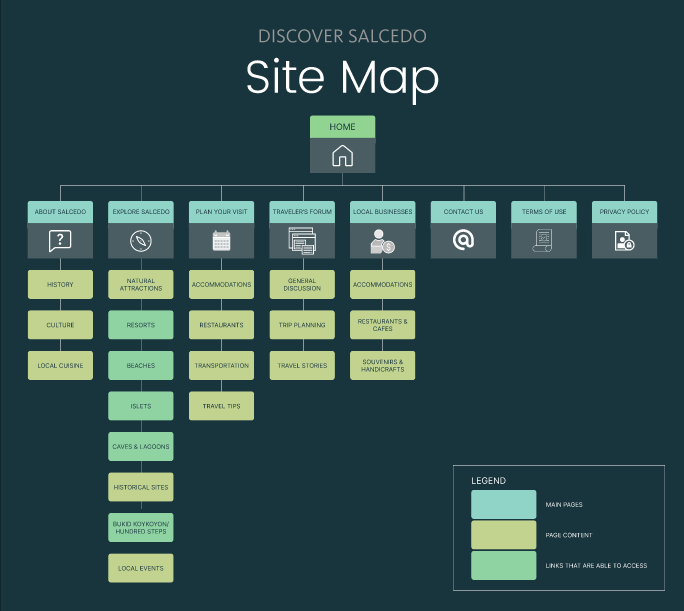 DISCOVER SALCEDO
Site Map
HOME
ABOUT SALCEDO
EXPLORE SALCEDO
PLAN YOUR VISIT
TRAVELER'S FORUM
LOCAL BUSINESSES
CONTACT US
TERMS OF USE
PRIVACY POLICY
?
@
$
HISTORY
CULTURE
LOCAL CUISINE
NATURAL
ATTRACTIONS
RESORTS
BEACHES
ISLETS
CAVES & LAGOONS
HISTORICAL SITES
BUKID KOYKOYON/
HUNDRED STEPS
LOCAL EVENTS
ACCOMMODATIONS
RESTAURANTS
TRANSPORTATION
TRAVEL TIPS
GENERAL
DISCUSSION
TRIP PLANNING
TRAVEL STORIES
ACCOMMODATIONS
RESTAURANTS &
CAFES
SOUVENIRS &
HANDICRAFTS
LEGEND
MAIN PAGES
PAGE CONTENT
LINKS THAT ARE ABLE TO ACCESS